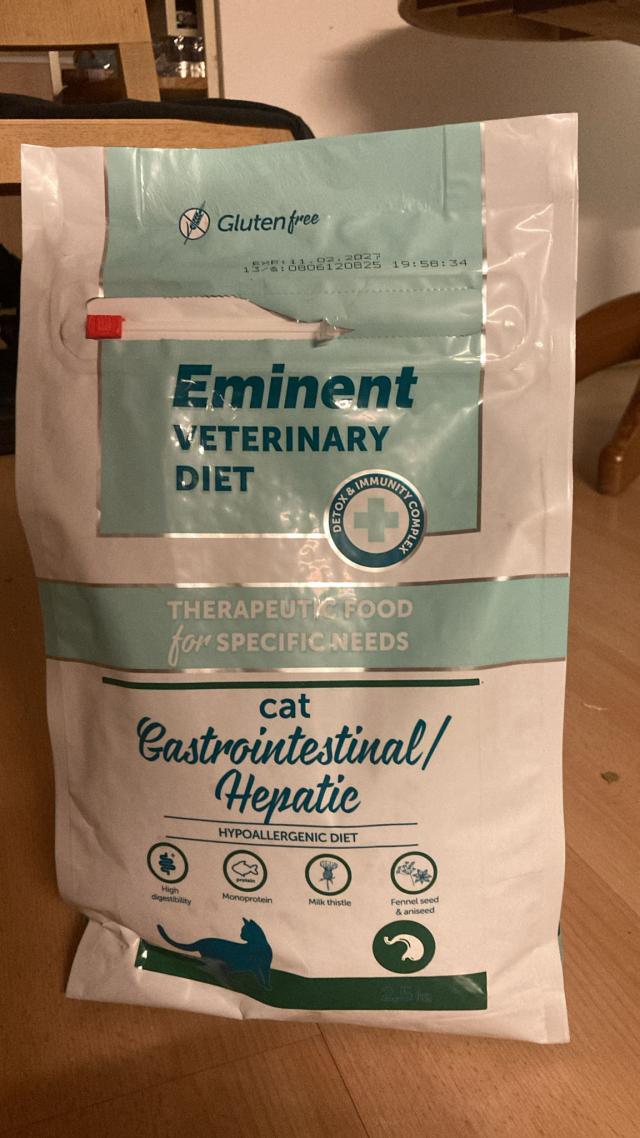 Gluten free
EXP:11.02.2027
13/@:0806120825 19:58:34
Eminent
VETERINARY
DIET
DETOX & IMMUNITY COMPLEX
THERAPEUTIC FOOD
for SPECIFIC NEEDS
cat
Gastrointestinal/
Hepatic
HYPOALLERGENIC DIET
protein
High
digestibility
Monoprotein
Milk thistle
Fennel seed
& aniseed